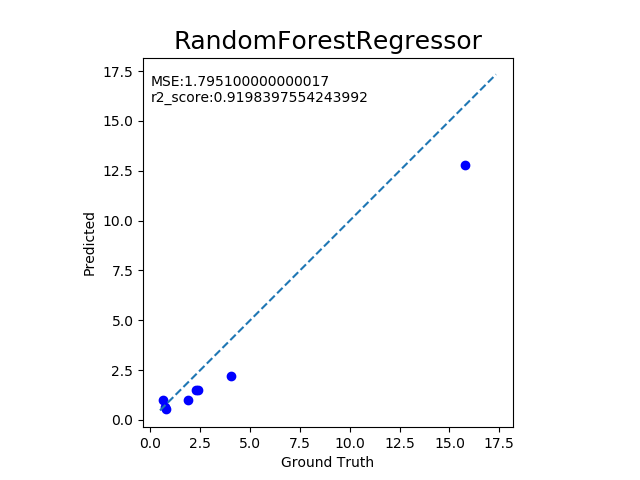 RandomForestRegressor
MSE:1.795100000000017
r2_score:0.9198397554243992
17.5
15.0
12.5
10.0
7.5
5.0
2.5
0.0
Predicted
0.0 2.5 5.0 7.5 10.0 12.5 15.0 17.5
Ground Truth